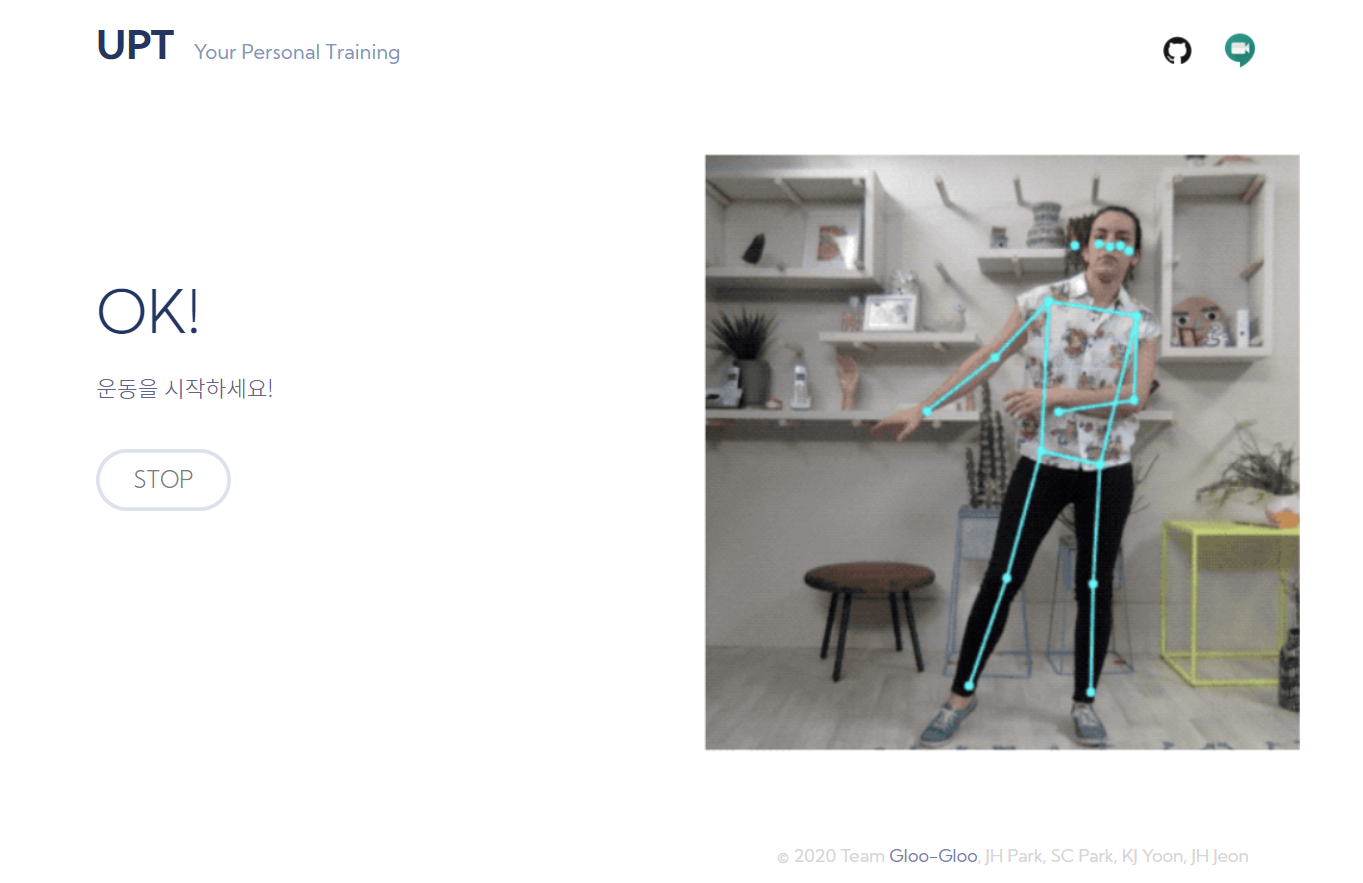 UPT Your Personal Training
OK!
운동을 시작하세요!
STOP
© 2020 Team Gloo-Gloo, JH Park, SC Park, KJ Yoon, JH Jeon